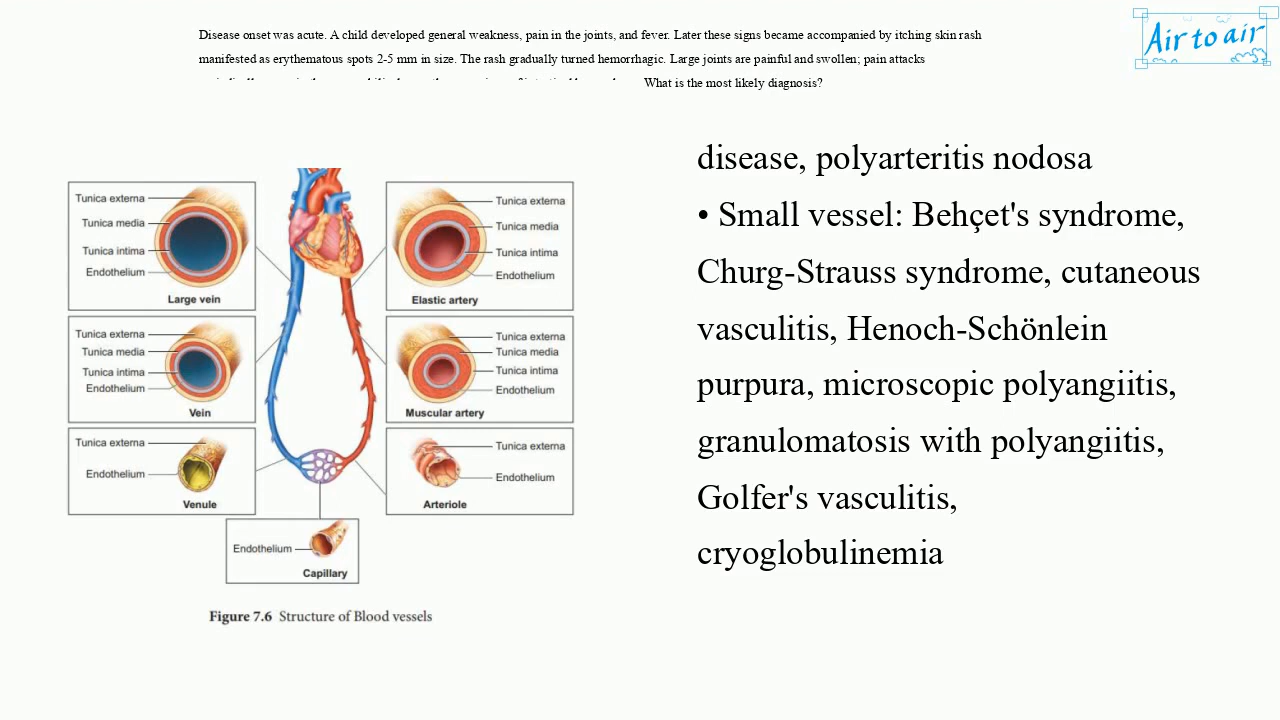 Disease onset was acute. A child developed general weakness, pain in the joints, and fever. Later these signs became accompanied by itching skin rash
manifested as erythematous spots 2-5 mm in size. The rash gradually turned hemorrhagic. Large joints are painful and swollen; pain attacks
What is the most likely diagnosis?
Air to air
Tunica externa
Tunica media
Tunica intima
Endothelium
Large vein
Tunica externa
Tunica media
Tunica intima
Endothelium
Elastic artery
Tunica externa
Tunica media
Tunica intima
Endothelium
Vein
Tunica externa
Tunica media
Tunica intima
Endothelium
Muscular artery
Tunica externa
Endothelium
Venule
Tunica externa
Endothelium
Arteriole
Endothelium
Capillary
Figure 7.6 Structure of Blood vessels
disease, polyarteritis nodosa
• Small vessel: Behçet's syndrome,
Churg-Strauss syndrome, cutaneous
vasculitis, Henoch-Schönlein
purpura, microscopic polyangiitis,
granulomatosis with polyangiitis,
Golfer's vasculitis,
cryoglobulinemia